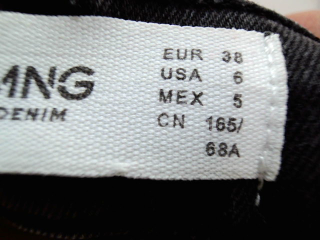 MNG
DENIM
EUR 38
USA 6
MEX 5
CN 165/
68A